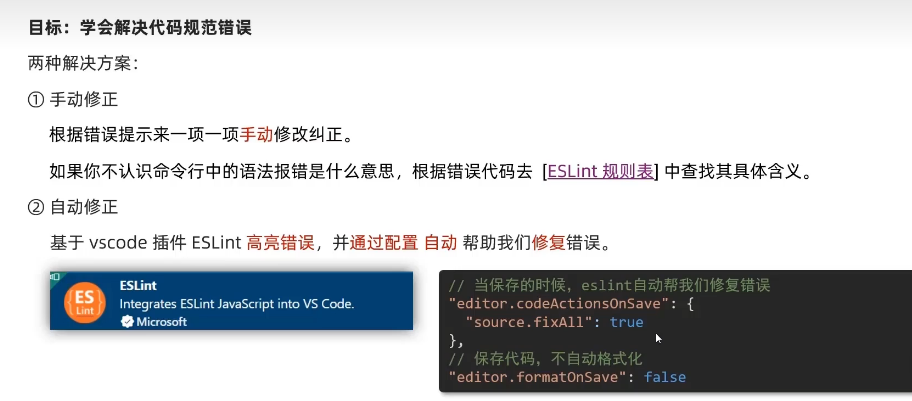 目标：学会解决代码规范错误
两种解决方案：
① 手动修正
根据错误提示来一项一项手动修改纠正。
如果你不认识命令行中的语法报错是什么意思，根据错误代码去 [ESLint 规则表] 中查找其具体含义。
② 自动修正
基于 vscode 插件 ESLint 高亮错误，并通过配置 自动 帮助我们修复错误。
ES
Lint
ESLint
Integrates ESLint JavaScript into VS Code.
Microsoft
// 当保存的时候，eslint自动帮我们修复错误
"editor.codeActionsOnSave": {
"source.fixAll": true
},
// 保存代码，不自动格式化
"editor.formatOnSave": false